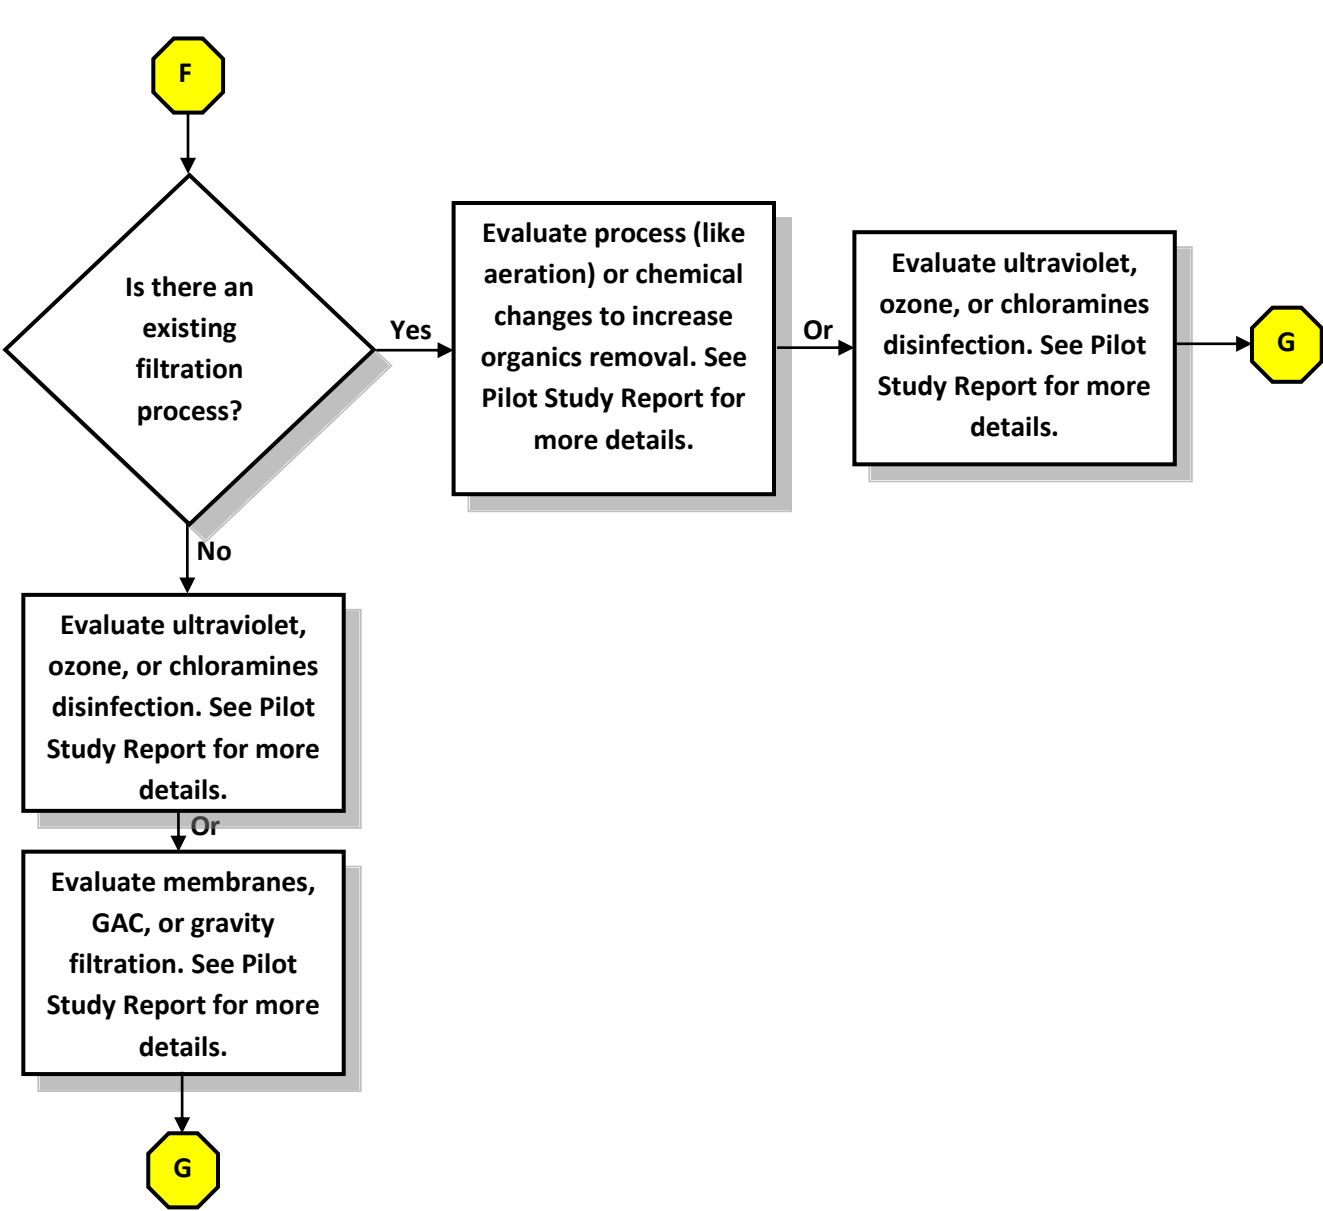 F
Is there an
existing
filtration
process?
Yes
Evaluate process (like
aeration) or chemical
changes to increase
organics removal. See
Pilot Study Report for
more details.
Or
Evaluate ultraviolet,
ozone, or chloramines
disinfection. See Pilot
Study Report for more
details.
G
No
Evaluate ultraviolet,
ozone, or chloramines
disinfection. See Pilot
Study Report for more
details.
Or
Evaluate membranes,
GAC, or gravity
filtration. See Pilot
Study Report for more
details.
G